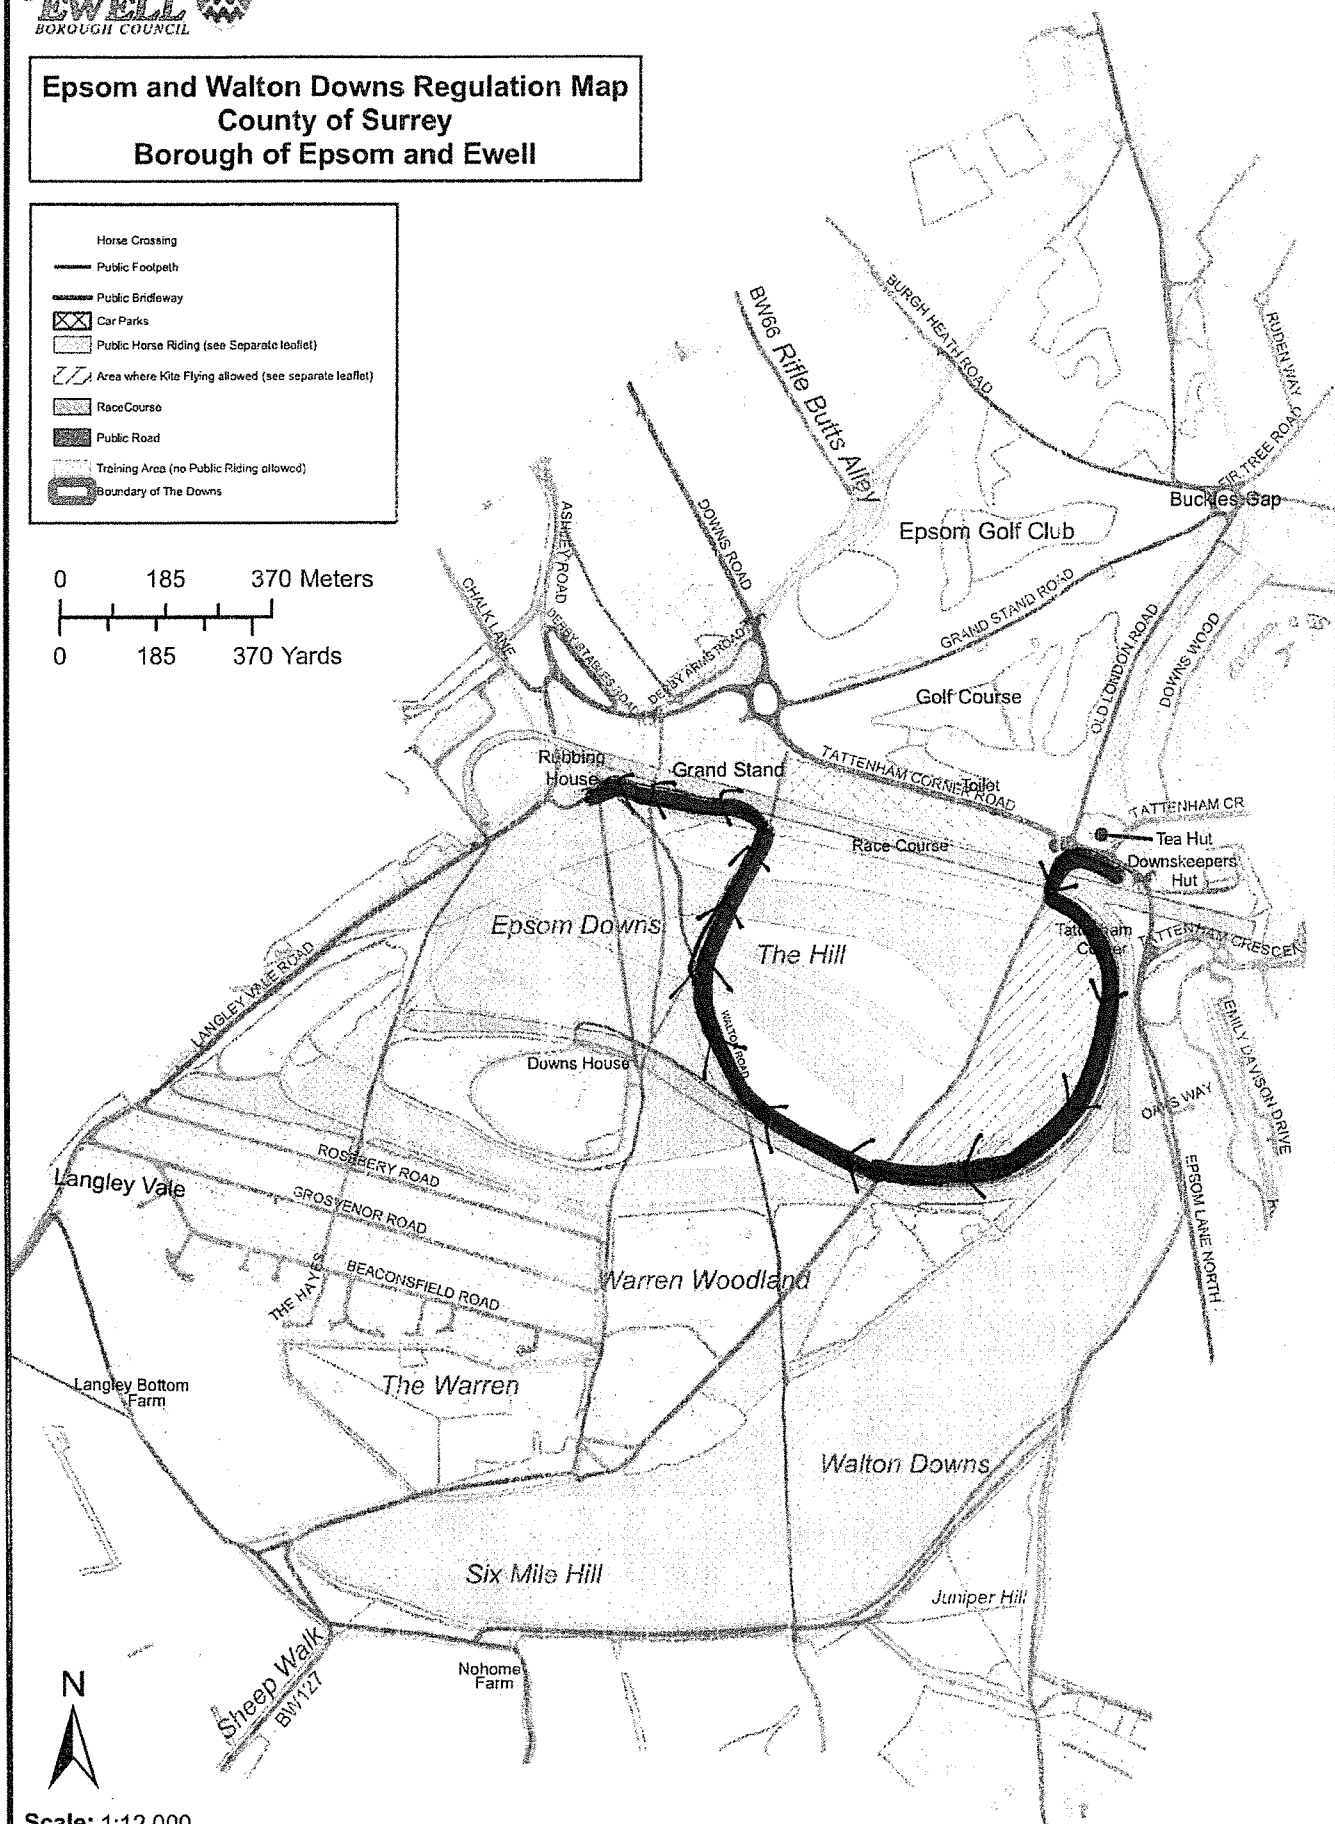 EWELL
BOROUGH COUNCIL
Epsom and Walton Downs Regulation Map
County of Surrey
Borough of Epsom and Ewell
Horse Crossing
Public Footpath
Public Bridleway
Car Parks
Public Horse Riding (see Separate leaflet)
Area where Kite Flying allowed (see separate leaflet)
RaceCourse
Public Road
Training Area (no Public Riding allowed)
Boundary of The Downs
0 185 370 Meters
0 185 370 Yards
BURGH HEATH ROAD
BW66 Rifle Butts Alley
RUDEN WAY
FIR TREE ROAD
Buckles Gap
Epsom Golf Club
DOWNS ROAD
ASHLEY ROAD
CHALK LANE
DERBY STABLES ROAD
DERBY ARMS ROAD
GRAND STAND ROAD
OLD LONDON ROAD
DOWNS WOOD
Golf Course
Rubbing
House
Grand Stand
TATTENHAM CORNER ROAD
Toilet
TATTENHAM CR
Tea Hut
Downskeepers
Hut
Race Course
Epsom Downs
The Hill
Tattenham
Corner
TATTENHAM CRESCEN
LANGLEY VALE ROAD
WALTON ROAD
Downs House
EMILY DAVISON DRIVE
OAKS WAY
EPSOM LANE NORTH
ROSEBERY ROAD
Langley Vale
GROSVENOR ROAD
THE HAYES
BEACONSFIELD ROAD
Warren Woodland
Langley Bottom
Farm
The Warren
Walton Downs
Six Mile Hill
Juniper Hill
Sheep Walk
BW127
Nohome
Farm
N
Scale: 1:12,000